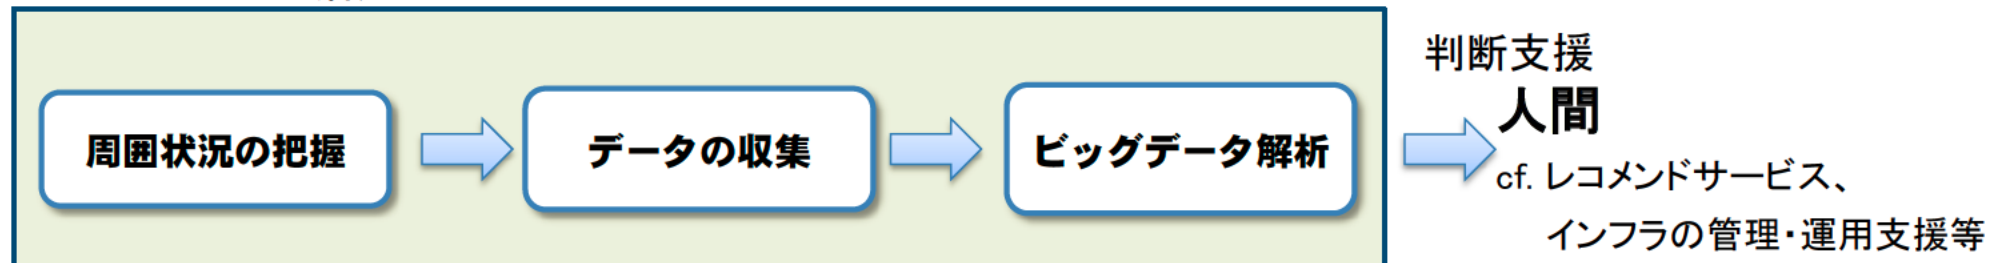 周囲状況の把握
データの収集
ビッグデータ解析
判断支援
人間
cf. レコメンドサービス、
インフラの管理・運用支援等